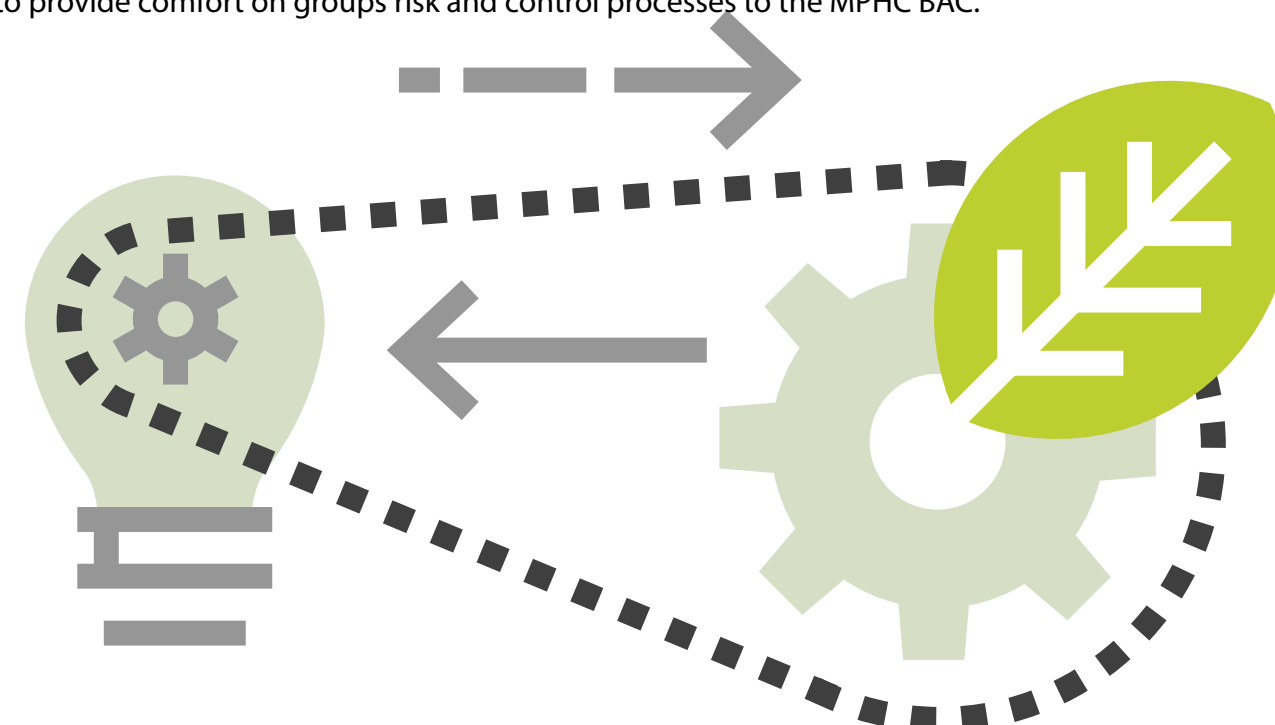 to provide comfort on groups risk and control processes to the MPHC BAC.